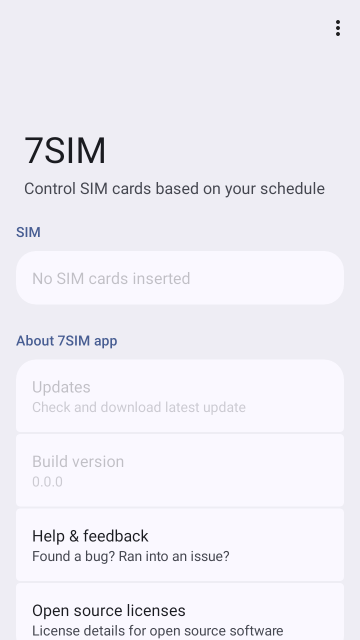 7SIM
Control SIM cards based on your schedule
SIM
No SIM cards inserted
About 7SIM app
Updates
Check and download latest update
Build version
0.0.0
Help & feedback
Found a bug? Ran into an issue?
Open source licenses
License details for open source software